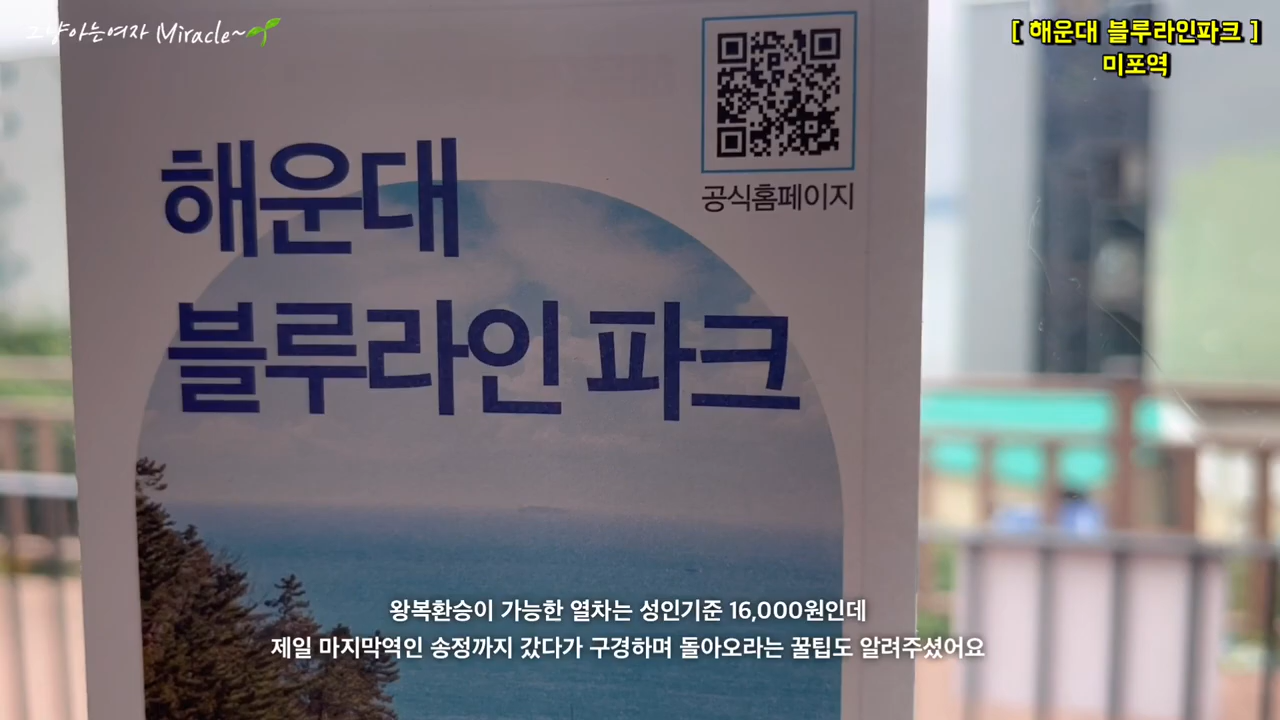 그냥아는여자 Miracle~
[ 해운대 블루라인파크 ]
미포역
공식홈페이지
해운대
블루라인 파크
왕복환승이 가능한 열차는 성인기준 16,000원인데
제일 마지막역인 송정까지 갔다가 구경하며 돌아오라는 꿀팁도 알려주셨어요